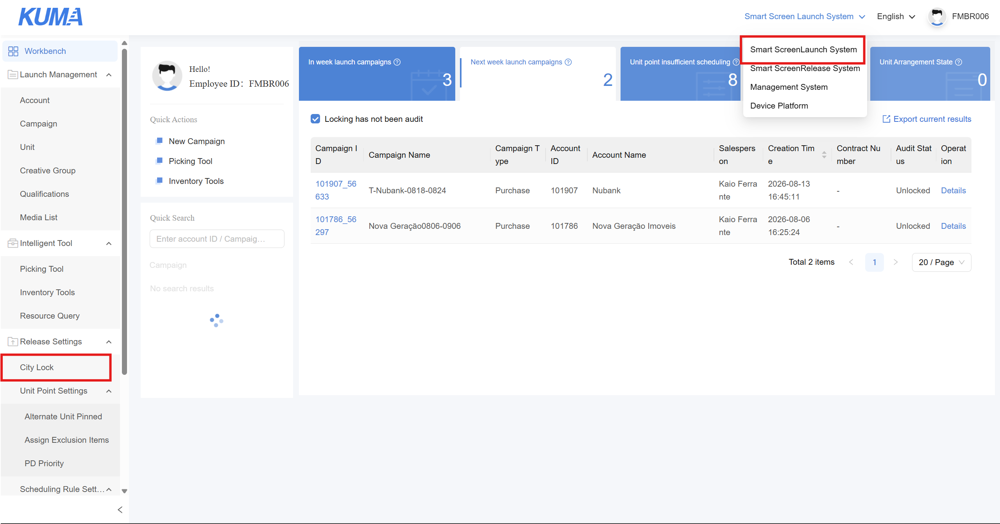 KUMA
Smart Screen Launch System
English
FMBR006
Smart ScreenLaunch System
Smart ScreenRelease System
Management System
Device Platform
Workbench
Launch Management
Account
Campaign
Unit
Creative Group
Qualifications
Media List
Intelligent Tool
Picking Tool
Inventory Tools
Resource Query
Release Settings
City Lock
Unit Point Settings
Alternate Unit Pinned
Assign Exclusion Items
PD Priority
Scheduling Rule Sett...
Hello!
Employee ID： FMBR006
Quick Actions
New Campaign
Picking Tool
Inventory Tools
Quick Search
Enter account ID / Campaig...
Campaign
No search results
In week launch campaigns
3
Next week launch campaigns
2
Unit point insufficient scheduling
8
Unit Arrangement State
0
Locking has not been audit
Export current results
Campaign ID Campaign Name Campaign Type Account ID Account Name Salesperson Creation Time Contract Number Audit Status Operation
101907_56633 T-Nubank-0818-0824 Purchase 101907 Nubank Kaio Ferrante 2026-08-13 16:45:11 - Unlocked Details
101786_56297 Nova Geração0806-0906 Purchase 101786 Nova Geração Imoveis Kaio Ferrante 2026-08-06 16:25:24 - Unlocked Details
Total 2 items
1
20 / Page